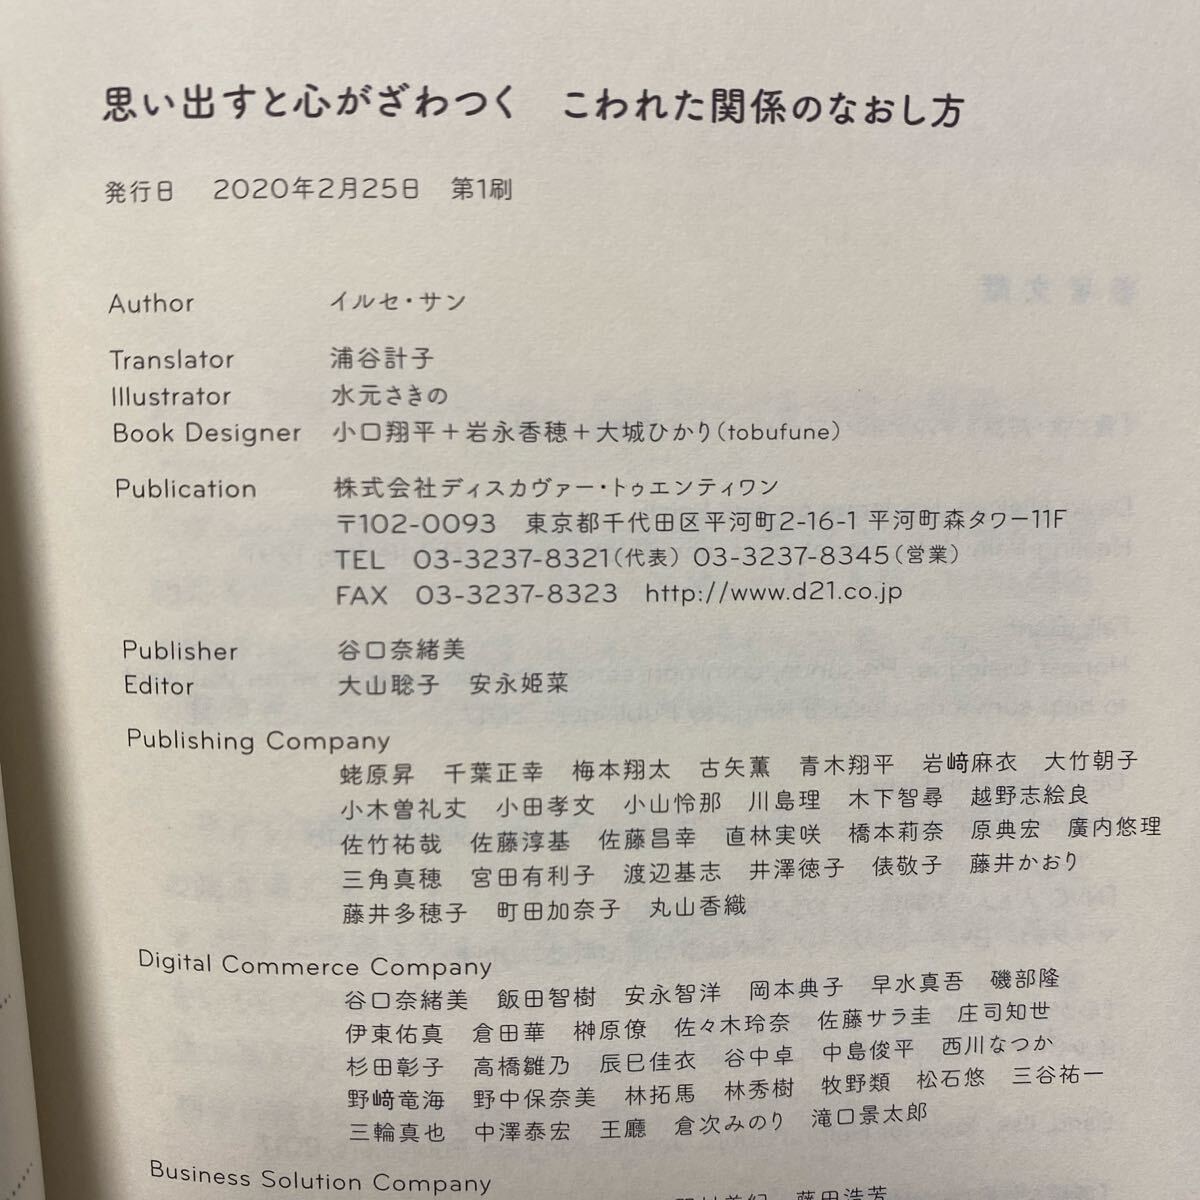 思い出すと心がざわつく　こわれた関係のなおし方
発行日　2020年2月25日　第1刷
Author　イルセ・サン
Translator　浦谷計子
Illustrator　水元さきの
Book Designer　小口翔平＋岩永香穂＋大城ひかり（tobufune）
Publication　株式会社ディスカヴァー・トゥエンティワン
〒102-0093　東京都千代田区平河町2-16-1 平河町森タワー11F
TEL　03-3237-8321（代表）03-3237-8345（営業）
FAX　03-3237-8323　http://www.d21.co.jp
Publisher　谷口奈緒美
Editor　大山聡子　安永姫菜
Publishing Company
蛯原昇　千葉正幸　梅本翔太　古矢薫　青木翔平　岩﨑麻衣　大竹朝子
小木曽礼丈　小田孝文　小山怜那　川島理　木下智尋　越野志絵良
佐竹祐哉　佐藤淳基　佐藤昌幸　直林実咲　橋本莉奈　原典宏　廣内悠理
三角真穂　宮田有利子　渡辺基志　井澤徳子　俵敬子　藤井かおり
藤井多穂子　町田加奈子　丸山香織
Digital Commerce Company
谷口奈緒美　飯田智樹　安永智洋　岡本典子　早水真吾　磯部隆
伊東佑真　倉田華　榊原僚　佐々木玲奈　佐藤サラ圭　庄司知世
杉田彰子　高橋雛乃　辰巳佳衣　谷中卓　中島俊平　西川なつか
野﨑竜海　野中保奈美　林拓馬　林秀樹　牧野類　松石悠　三谷祐一
三輪真也　中澤泰宏　王廳　倉次みのり　滝口景太郎
Business Solution Company
藤田浩芳